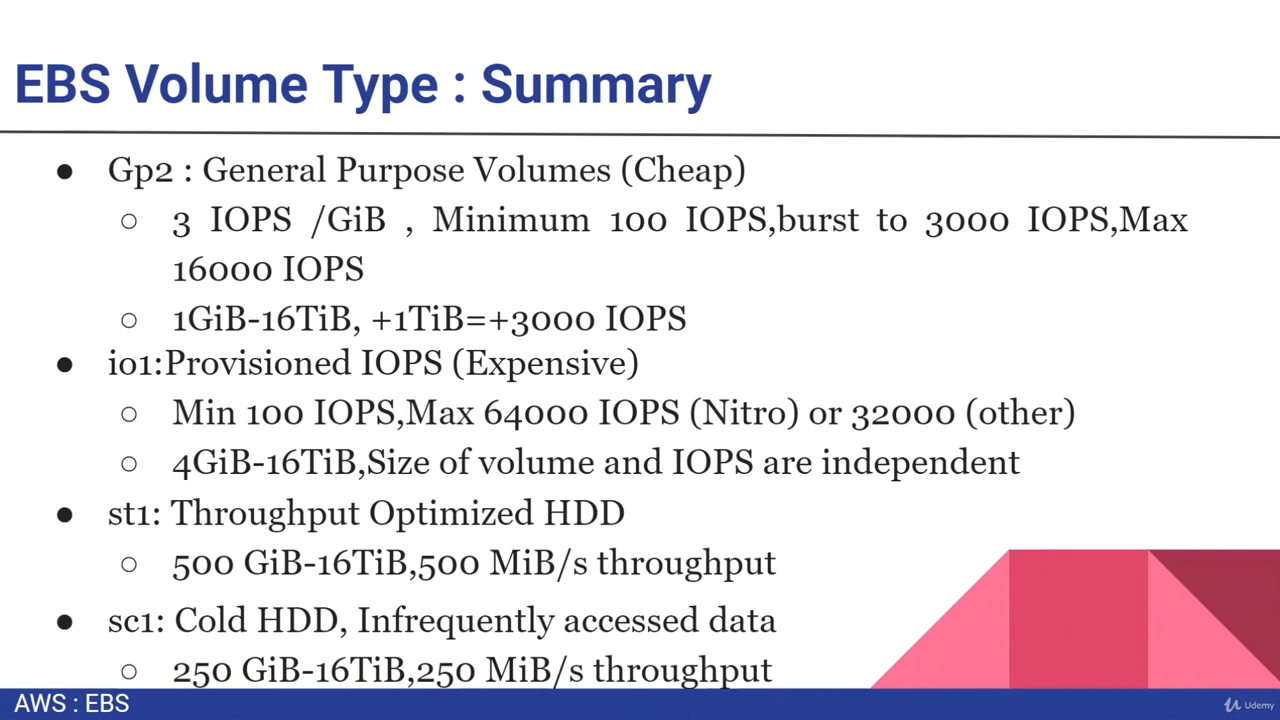 EBS Volume Type : Summary
● Gp2 : General Purpose Volumes (Cheap)
○ 3 IOPS /GiB , Minimum 100 IOPS,burst to 3000 IOPS,Max
16000 IOPS
○ 1GiB-16TiB, +1TiB=+3000 IOPS
● io1:Provisioned IOPS (Expensive)
○ Min 100 IOPS,Max 64000 IOPS (Nitro) or 32000 (other)
○ 4GiB-16TiB,Size of volume and IOPS are independent
● st1: Throughput Optimized HDD
○ 500 GiB-16TiB,500 MiB/s throughput
● sc1: Cold HDD, Infrequently accessed data
○ 250 GiB-16TiB,250 MiB/s throughput
AWS : EBS
Udemy